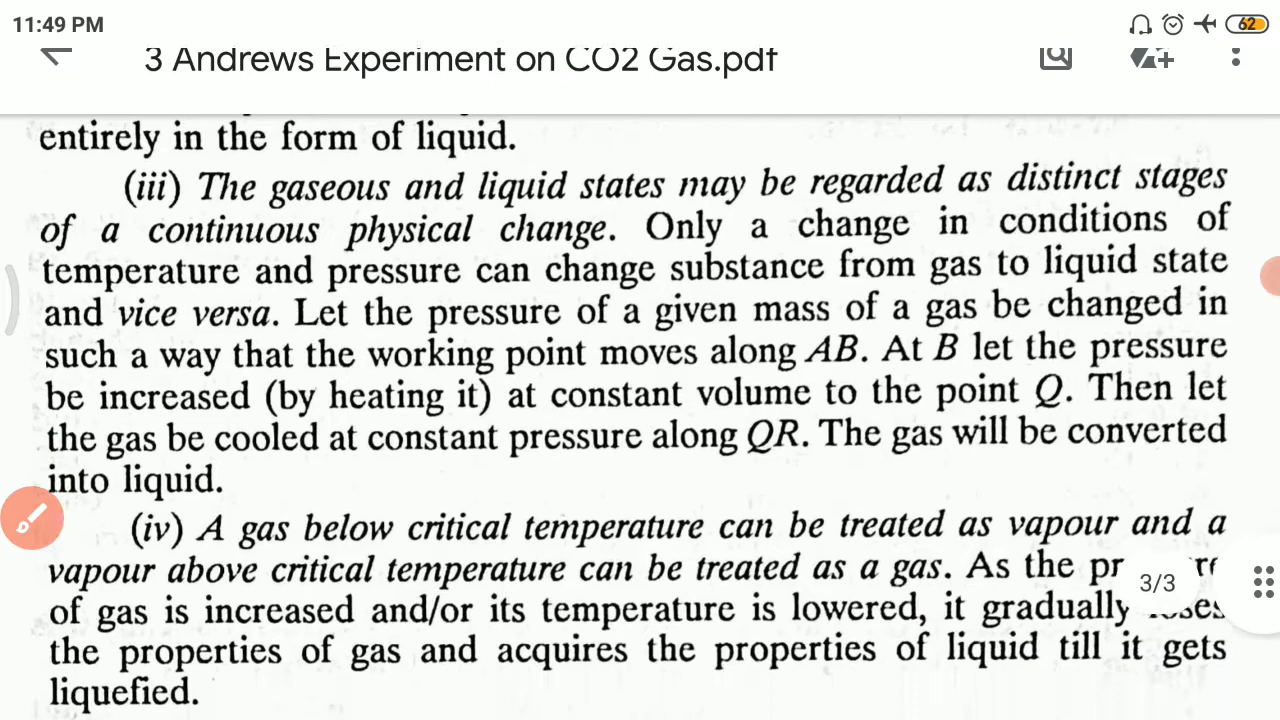 11:49 PM
62
3 Andrews Experiment on CO2 Gas.pdf
entirely in the form of liquid.
(iii) The gaseous and liquid states may be regarded as distinct stages
of a continuous physical change. Only a change in conditions of
temperature and pressure can change substance from gas to liquid state
and vice versa. Let the pressure of a given mass of a gas be changed in
such a way that the working point moves along AB. At B let the pressure
be increased (by heating it) at constant volume to the point Q. Then let
the gas be cooled at constant pressure along QR. The gas will be converted
into liquid.
(iv) A gas below critical temperature can be treated as vapour and a
vapour above critical temperature can be treated as a gas. As the
3/3
of gas is increased and/or its temperature is lowered, it gradually
the properties of gas and acquires the properties of liquid till it gets
liquefied.